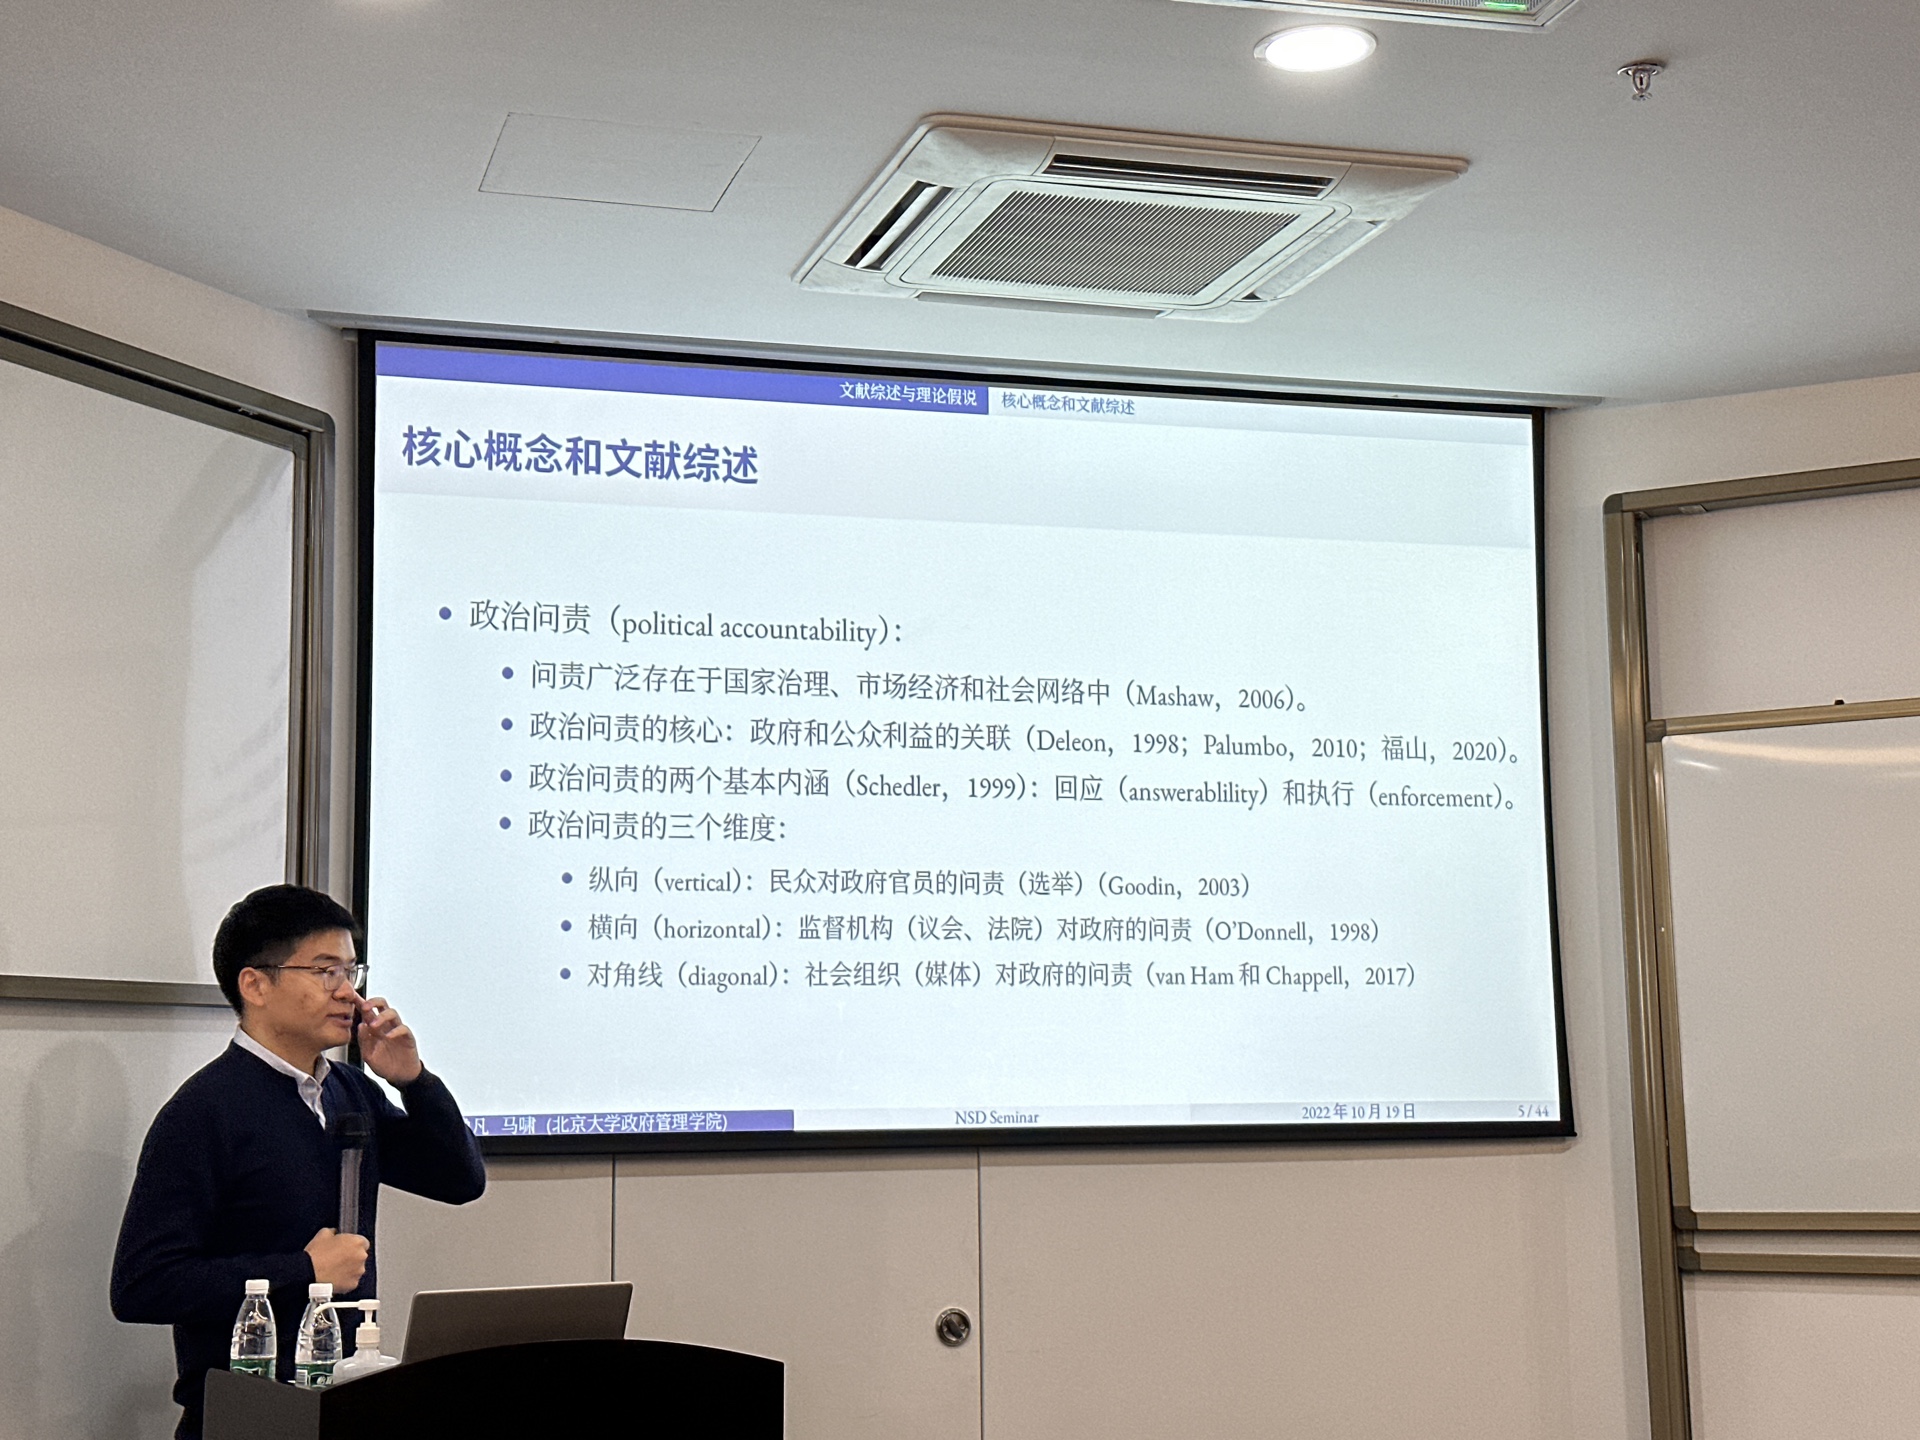 文献综述与理论假说 核心概念和文献综述
核心概念和文献综述
• 政治问责（political accountability）：
• 问责广泛存在于国家治理、市场经济和社会网络中（Mashaw，2006）。
• 政治问责的核心：政府和公众利益的关联（Deleon，1998；Palumbo，2010；福山，2020）。
• 政治问责的两个基本内涵（Schedler，1999）：回应（answerablility）和执行（enforcement）。
• 政治问责的三个维度：
• 纵向（vertical）：民众对政府官员的问责（选举）（Goodin，2003）
• 横向（horizontal）：监督机构（议会、法院）对政府的问责（O’Donnell，1998）
• 对角线（diagonal）：社会组织（媒体）对政府的问责（van Ham 和 Chappell，2017）
凡 马啸 (北京大学政府管理学院) NSD Seminar 2022 年 10 月 19 日 5 / 44